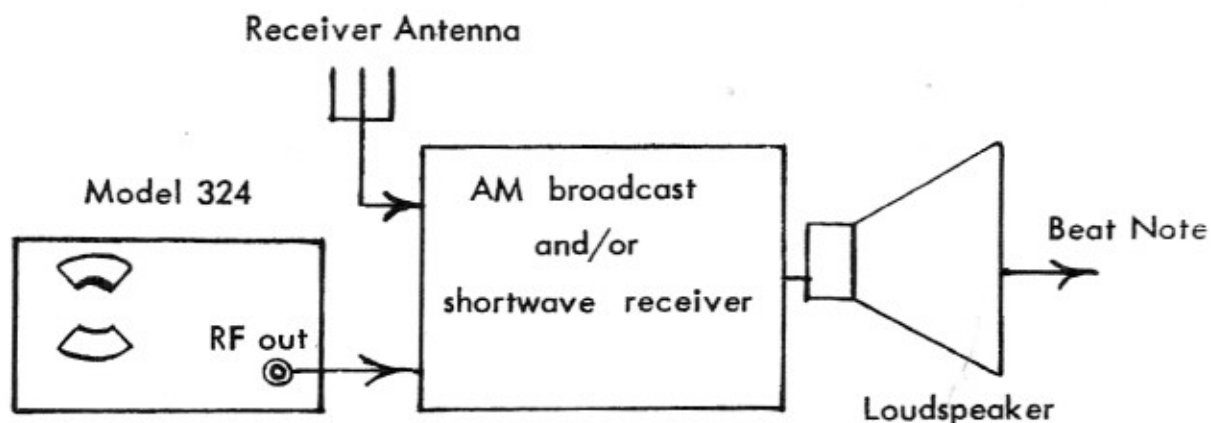 Receiver Antenna
Model 324
RF out
AM broadcast
and/or
shortwave receiver
Beat Note
Loudspeaker